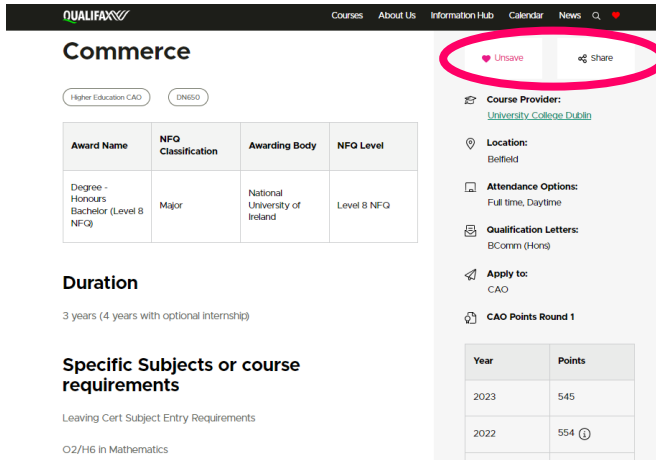 QUALIFAX
Courses About Us Information Hub Calendar News
Commerce
Unsave
Share
Higher Education CAO
DN650
Award Name
NFQ
Classification
Awarding Body
NFQ Level
Degree -
Honours
Bachelor (Level 8
NFQ)
Major
National
University of
Ireland
Level 8 NFQ
Duration
3 years (4 years with optional internship)
Specific Subjects or course
requirements
Leaving Cert Subject Entry Requirements
O2/H6 in Mathematics
Course Provider:
University College Dublin
Location:
Belfield
Attendance Options:
Full time, Daytime
Qualification Letters:
BComm (Hons)
Apply to:
CAO
CAO Points Round 1
Year Points
2023 545
2022 554